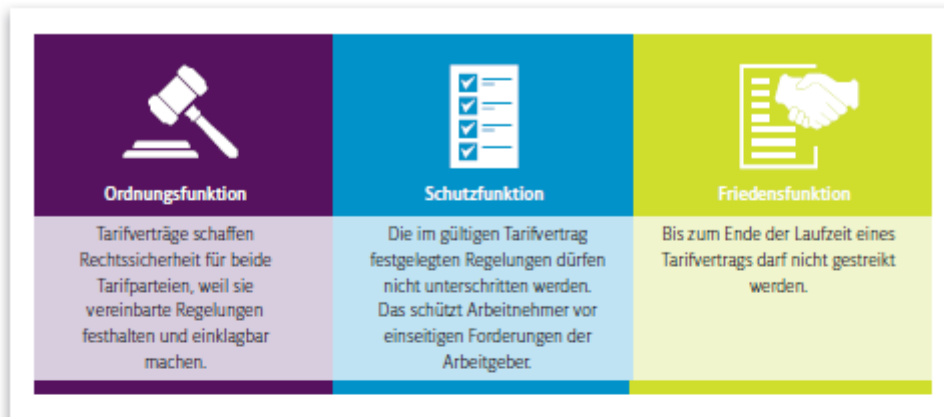 Ordnungsfunktion
Tarifverträge schaffen
Rechtssicherheit für beide
Tarifparteien, weil sie
vereinbarte Regelungen
festhalten und einklagbar
machen.
Schutzfunktion
Die im gültigen Tarifvertrag
festgelegten Regelungen dürfen
nicht unterschritten werden.
Das schützt Arbeitnehmer vor
einseitigen Forderungen der
Arbeitgeber.
Friedensfunktion
Bis zum Ende der Laufzeit eines
Tarifvertrags darf nicht gestreikt
werden.